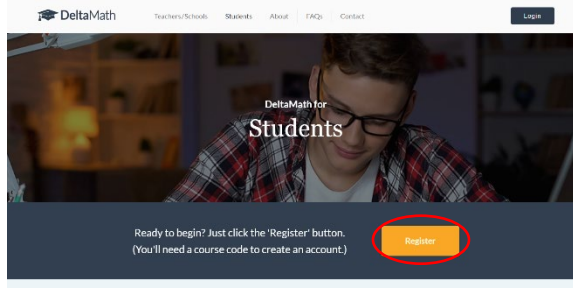 DeltaMath
Teachers/Schools Students About FAQs Contact
Login
DeltaMath for
Students
Ready to begin? Just click the 'Register' button.
(You'll need a course code to create an account.)
Register